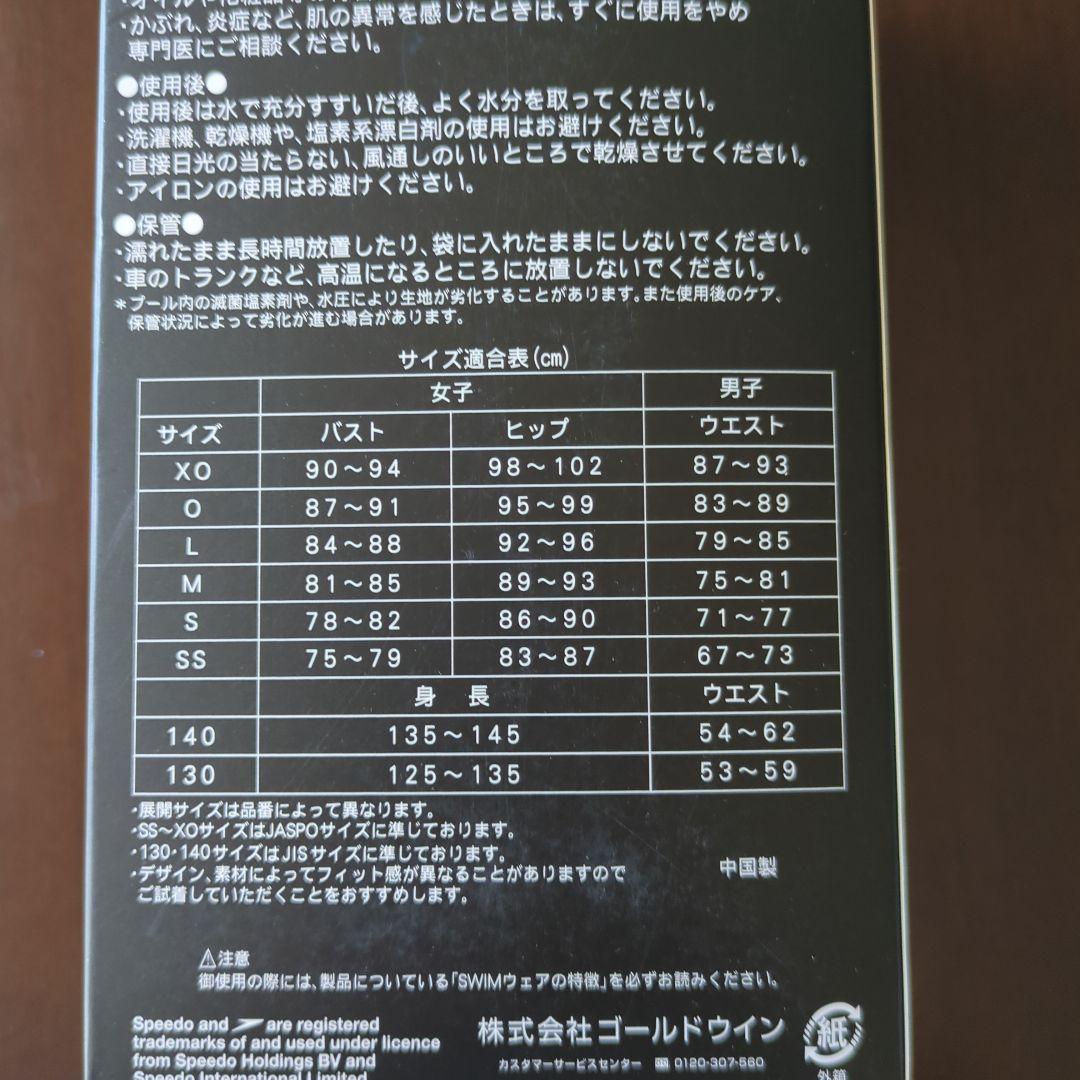 ・かぶれ、炎症など、肌の異常を感じたときは、すぐに使用をやめ
専門医にご相談ください。
●使用後●
・使用後は水で充分すすいだ後、よく水分を取ってください。
・洗濯機、乾燥機や、塩素系漂白剤の使用はお避けください。
・直接日光の当たらない、風通しのいいところで乾燥させてください。
・アイロンの使用はお避けください。
●保管●
・濡れたまま長時間放置したり、袋に入れたままにしないでください。
・車のトランクなど、高温になるところに放置しないでください。
＊プール内の滅菌塩素剤や、水圧により生地が劣化することがあります。また使用後のケア、
保管状況によって劣化が進む場合があります。
サイズ適合表(cm)
女子 男子
サイズ バスト ヒップ ウエスト
XO 90～94 98～102 87～93
O 87～91 95～99 83～89
L 84～88 92～96 79～85
M 81～85 89～93 75～81
S 78～82 86～90 71～77
SS 75～79 83～87 67～73
身 長 ウエスト
140 135～145 54～62
130 125～135 53～59
・展開サイズは品番によって異なります。
・SS～XOサイズはJASPOサイズに準じております。
・130・140サイズはJISサイズに準じております。
・デザイン、素材によってフィット感が異なることがありますので
ご試着していただくことをおすすめします。
中国製
⚠注意
御使用の際には、製品についている「SWIMウェアの特徴」を必ずお読みください。
Speedo and are registered
trademarks of and used under licence
from Speedo Holdings BV and
Speedo International Limited
株式会社ゴールドウイン
カスタマーサービスセンター 0120-307-560
紙
外箱